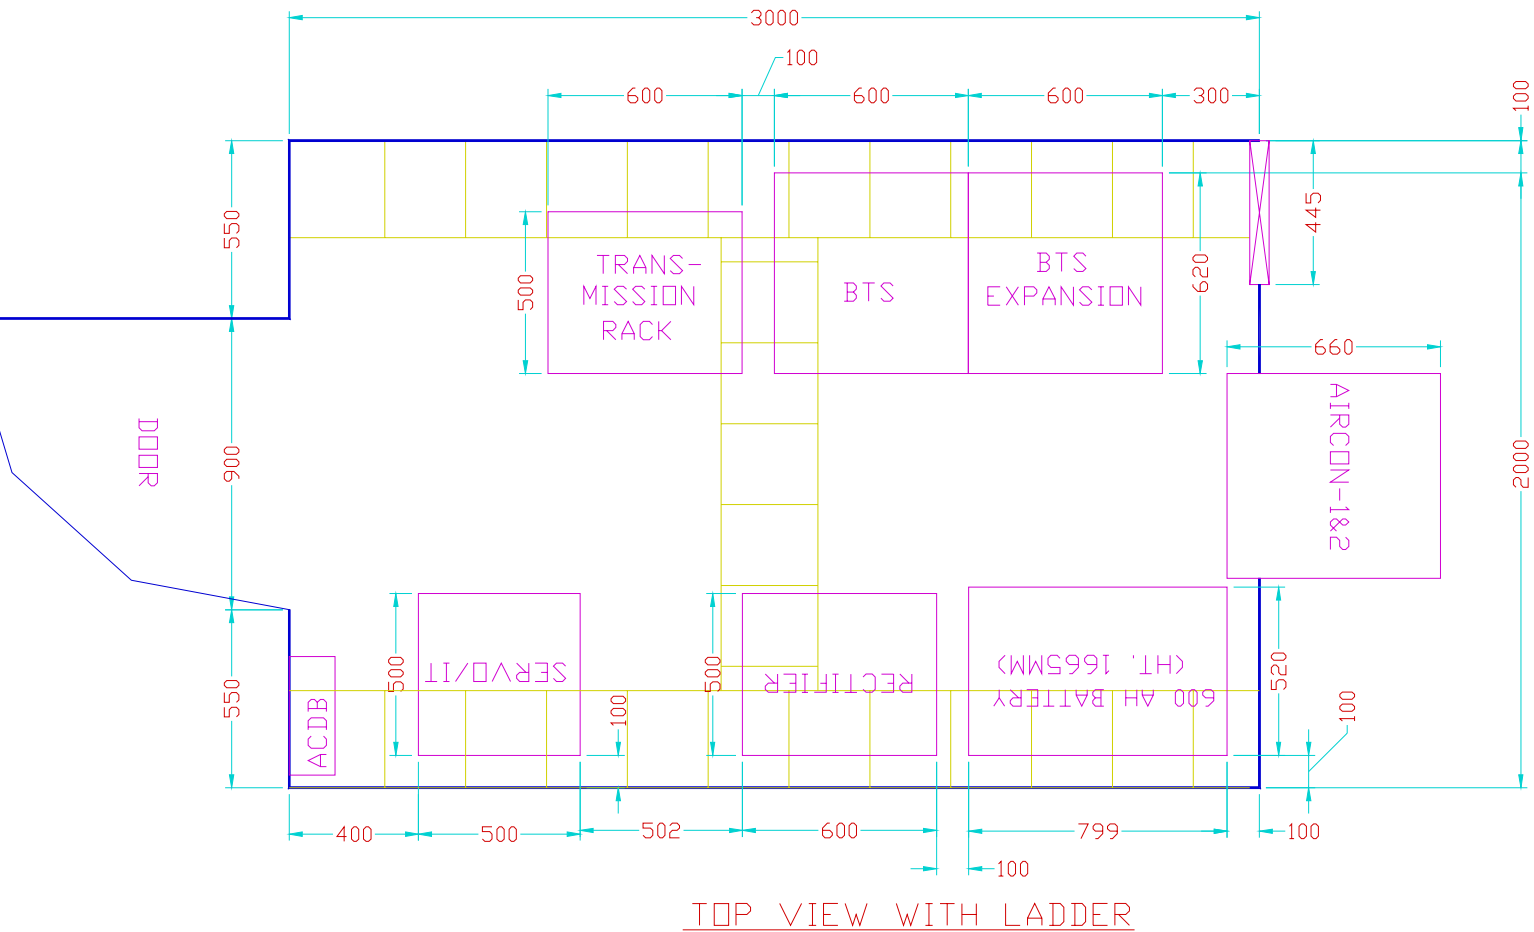 3000
100
600
600
600
300
100
550
445
TRANS-
MISSION
RACK
500
BTS
BTS
EXPANSION
620
660
AIRCON-1&2
DOOR
900
2000
550
ACDB
500
SERVO/IT
100
500
RECTIFIER
600 AH BATTERY
(HT. 1665MM)
520
100
400
500
502
600
799
100
100
TOP VIEW WITH LADDER